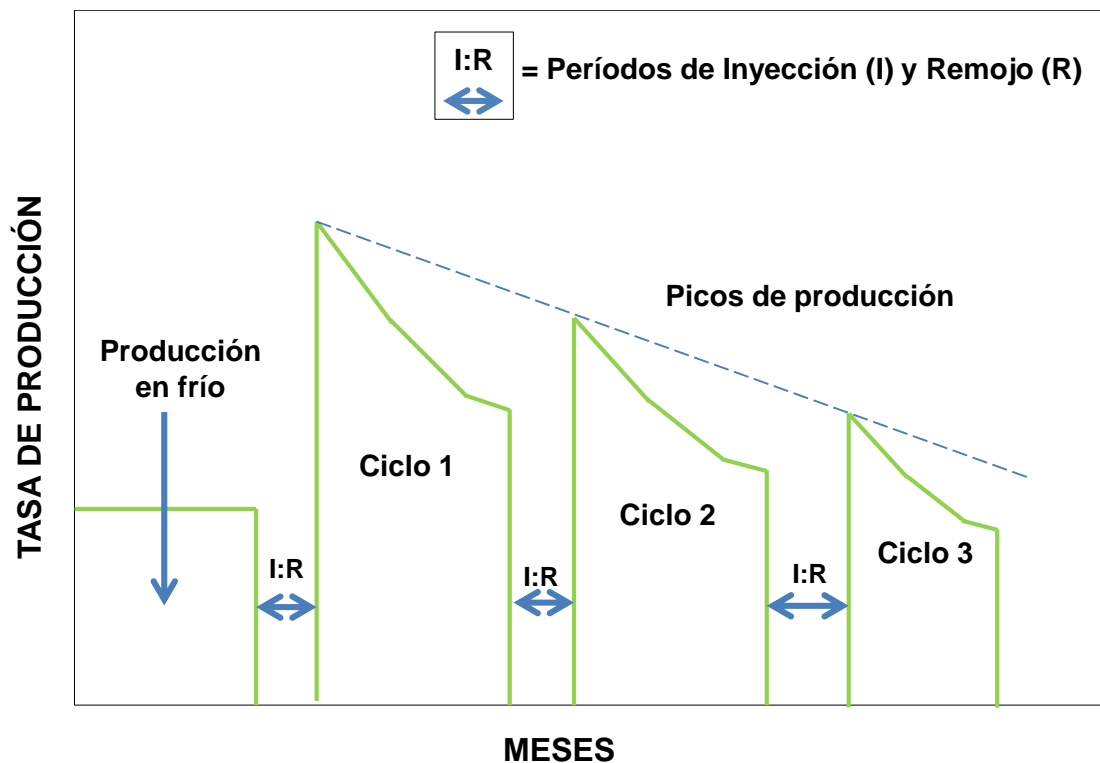 I:R
= Períodos de Inyección (I) y Remojo (R)
TASA DE PRODUCCIÓN
Picos de producción
Producción
en frío
Ciclo 1
Ciclo 2
Ciclo 3
I:R
I:R
I:R
MESES